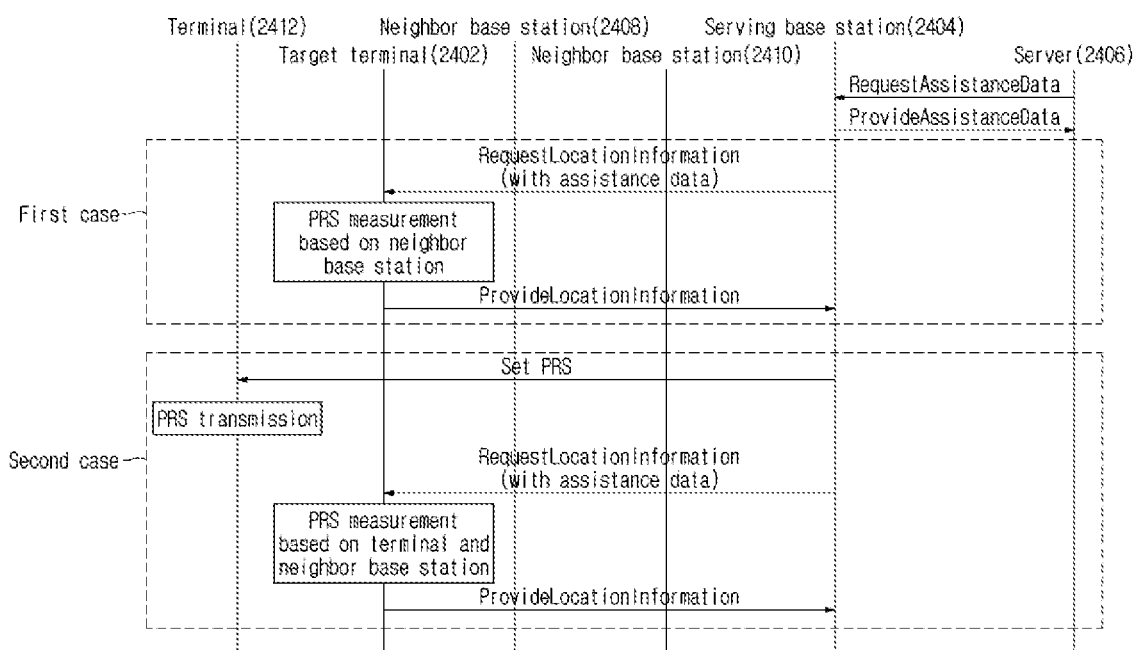 Terminal(2412)
Neighbor base station(2408)
Serving base station(2404)
Target terminal(2402)
Neighbor base station(2410)
Server(2406)
RequestAssistanceData
ProvideAssistanceData
RequestLocationInformation
(with assistance data)
First case
PRS measurement
based on neighbor
base station
ProvideLocationInformation
Set PRS
PRS transmission
Second case
RequestLocationInformation
(with assistance data)
PRS measurement
based on terminal and
neighbor base station
ProvideLocationInformation